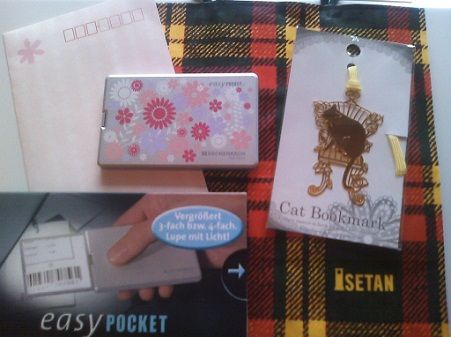 easy POCKET
ESCHENBACH
Cat Bookmark
ISETAN
Vergrößert
3-fach bzw. 4-fach.
Lupe mit Licht!
easy POCKET